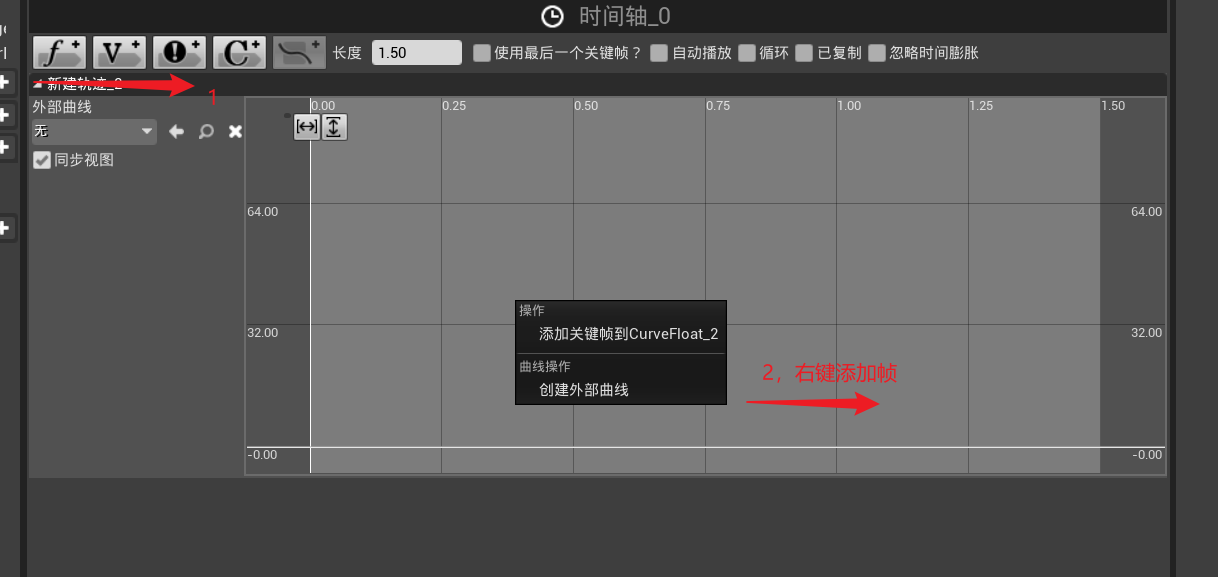 时间轴_0
f V ! C 长度 1.50 使用最后一个关键帧？ 自动播放 循环 已复制 忽略时间膨胀
新建轨迹_2
1
外部曲线
无
同步视图
0.00 0.25 0.50 0.75 1.00 1.25 1.50
64.00 64.00
32.00 32.00
操作
添加关键帧到CurveFloat_2
曲线操作
创建外部曲线
2，右键添加帧
-0.00 -0.00